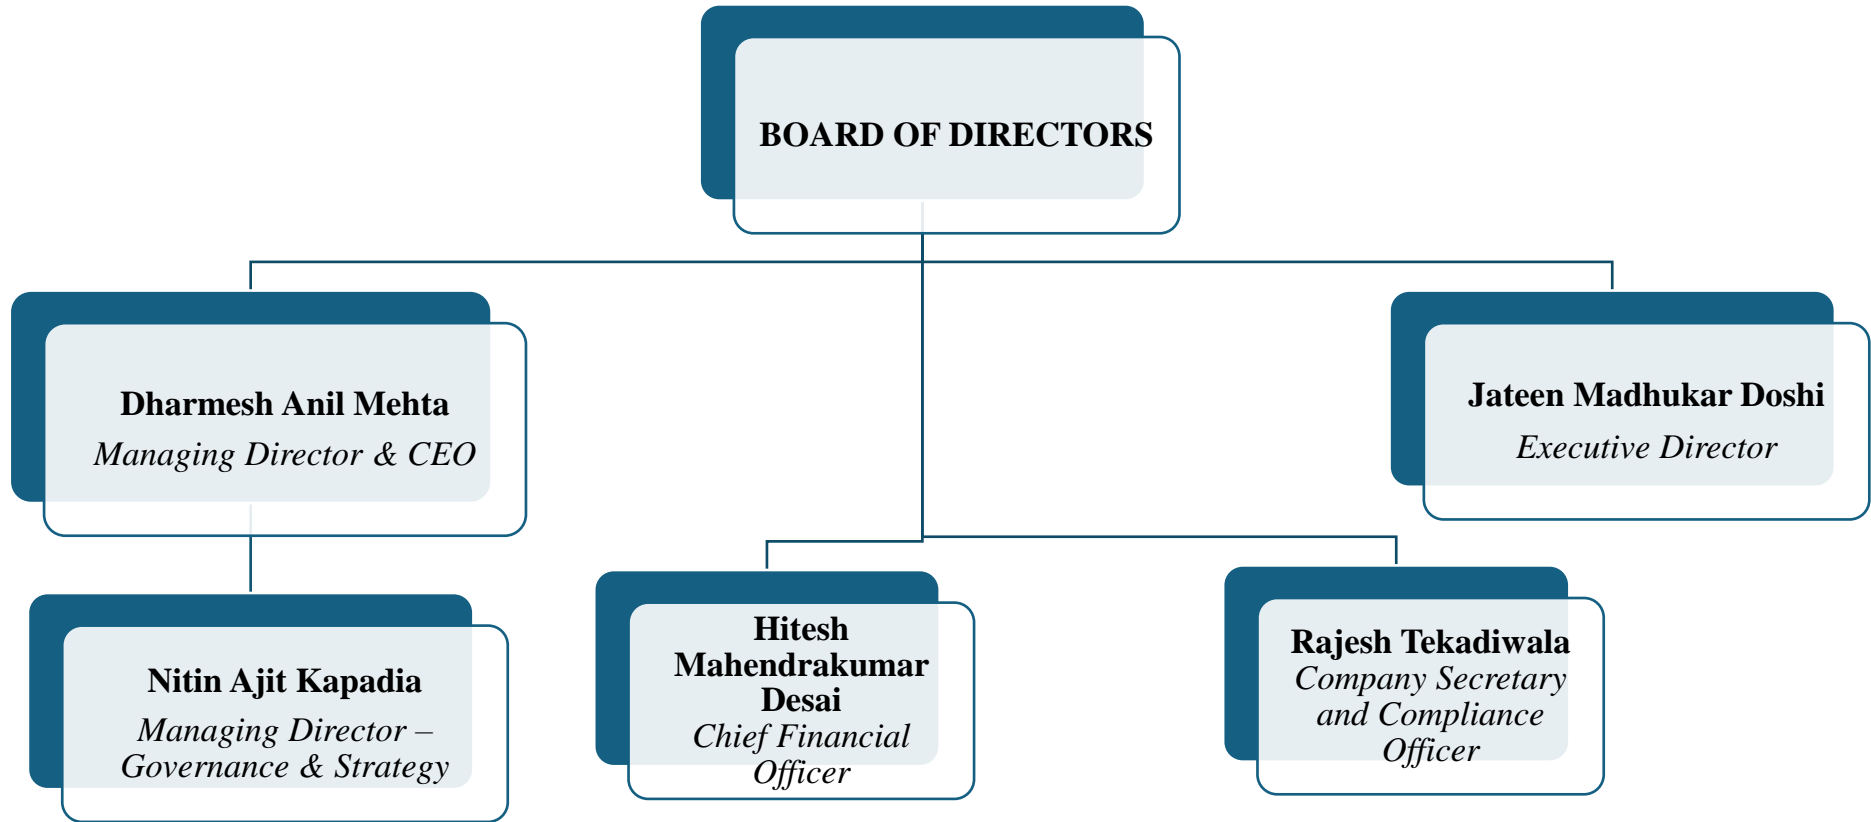 BOARD OF DIRECTORS
Dharmesh Anil Mehta
Managing Director & CEO
Jateen Madhukar Doshi
Executive Director
Nitin Ajit Kapadia
Managing Director –
Governance & Strategy
Hitesh
Mahendrakumar
Desai
Chief Financial
Officer
Rajesh Tekadiwala
Company Secretary
and Compliance
Officer